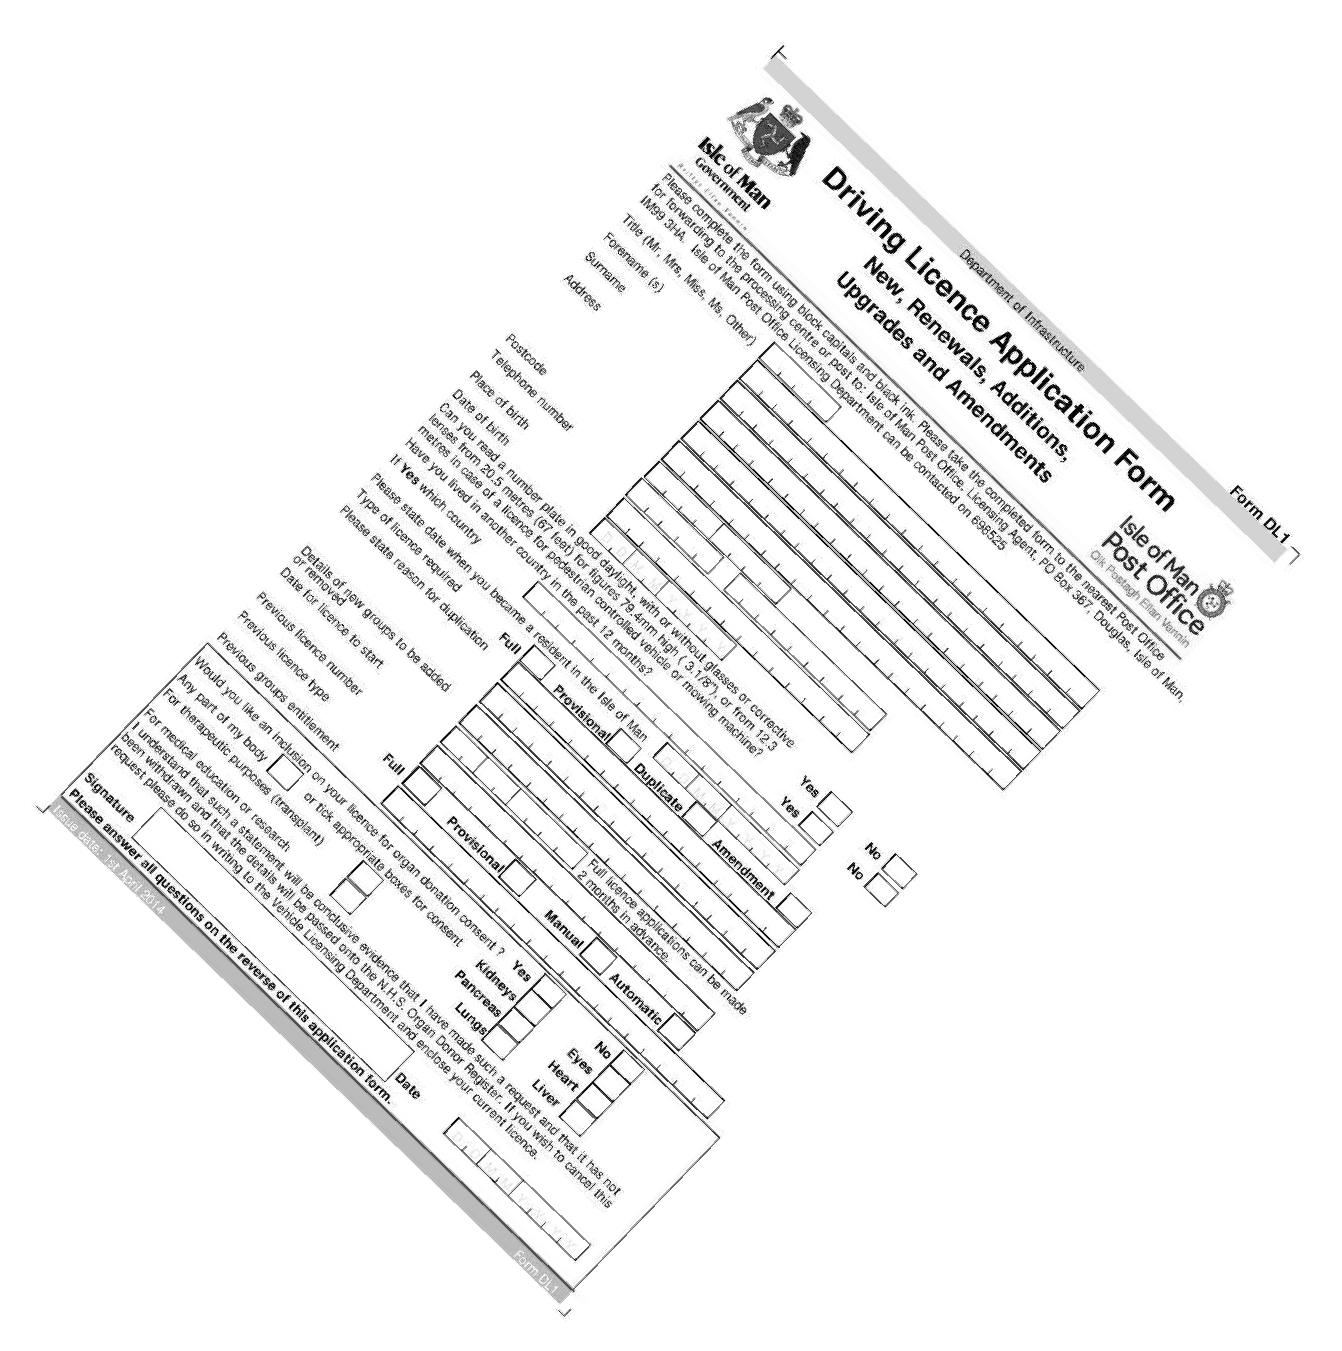 Form DL1
Department of Infrastructure
Isle of Man
Government
Reiltys Ellan Vannin
Driving Licence Application Form
New, Renewals, Additions,
Upgrades and Amendments
Isle of Man
Post Office
Oik Postagh Ellan Vannin
Please complete the form using block capitals and black ink. Please take the completed form to the nearest Post Office
for forwarding to the processing centre or post to: Isle of Man Post Office, Licensing Agent, PO Box 367, Douglas, Isle of Man,
IM99 3HA. Isle of Man Post Office Licensing Department can be contacted on 698525
Title (Mr, Mrs, Miss, Ms, Other)
Forename (s)
Surname
Address
Postcode
Telephone number
Place of birth
Date of birth
D D M M Y Y Y Y
Can you read a number plate in good daylight, with or without glasses or corrective
lenses from 20.5 metres (67 feet) for figures 79.4mm high ( 3.1/8"), or from 12.3
metres in case of a licence for pedestrian controlled vehicle or mowing machine?
Yes No
Have you lived in another country in the past 12 months?
Yes No
If Yes which country
Please state date when you became a resident in the Isle of Man
D D M M Y Y Y Y
Type of licence required
Full Provisional Duplicate Amendment
Please state reason for duplication
Details of new groups to be added
or removed
Date for licence to start
Full licence applications can be made
2 months in advance.
Previous licence number
Previous licence type
Full Provisional Manual Automatic
Previous groups entitlement
Would you like an inclusion on your licence for organ donation consent ? Yes No
Any part of my body or tick appropriate boxes for consent Kidneys Eyes
For therapeutic purposes (transplant) Pancreas Heart
For medical education or research Lungs Liver
I understand that such a statement will be conclusive evidence that I have made such a request and that it has not
been withdrawn and that the details will be passed onto the N.H.S. Organ Donor Register. If you wish to cancel this
request please do so in writing to the Vehicle Licensing Department and enclose your current licence.
Signature Date D D M M Y Y Y Y
Please answer all questions on the reverse of this application form.
Issue date: 1st April 2014 Form DL1